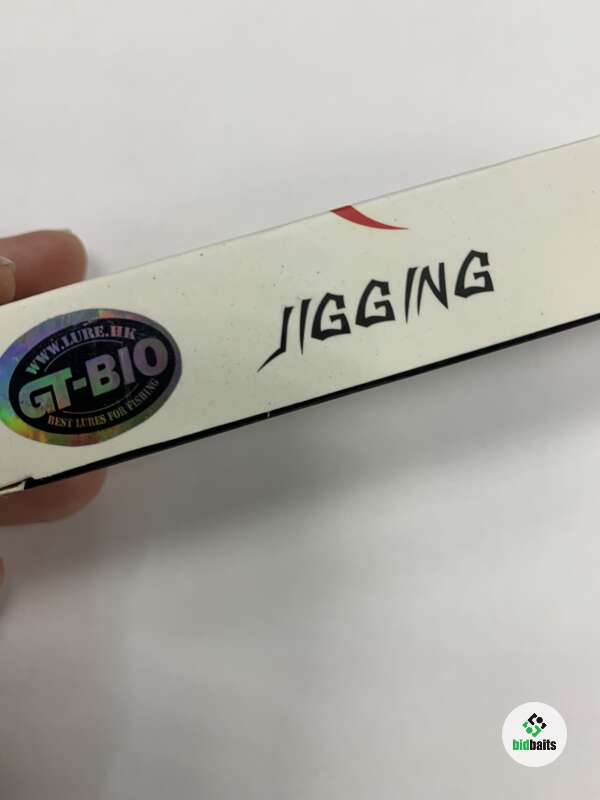 WWW.LURE.HK
GT-BIO
BEST LURES FOR FISHING
JIGGING
bidbaits